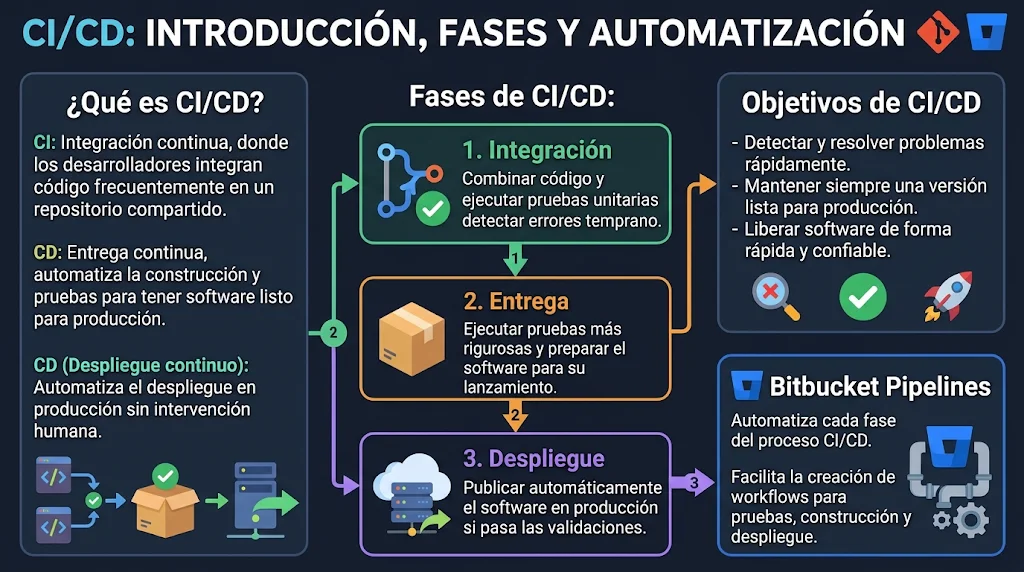 CI/CD: INTRODUCCIÓN, FASES Y AUTOMATIZACIÓN
¿Qué es CI/CD?
CI: Integración continua, donde
los desarrolladores integran
código frecuentemente en un
repositorio compartido.
CD: Entrega continua,
automatiza la construcción y
pruebas para tener software listo
para producción.
CD (Despliegue continuo):
Automatiza el despliegue en
producción sin intervención
humana.
</>
</>
2
Fases de CI/CD:
1. Integración
Combinar código y
ejecutar pruebas unitarias
detectar errores temprano.
1
2. Entrega
Ejecutar pruebas más
rigurosas y preparar el
software para su
lanzamiento.
2
3. Despliegue
Publicar automáticamente
el software en producción
si pasa las validaciones.
3
Objetivos de CI/CD
- Detectar y resolver problemas
rápidamente.
- Mantener siempre una versión
lista para producción.
- Liberar software de forma
rápida y confiable.
Bitbucket Pipelines
Automatiza cada fase
del proceso CI/CD.
Facilita la creación de
workflows para
pruebas, construcción y
despliegue.